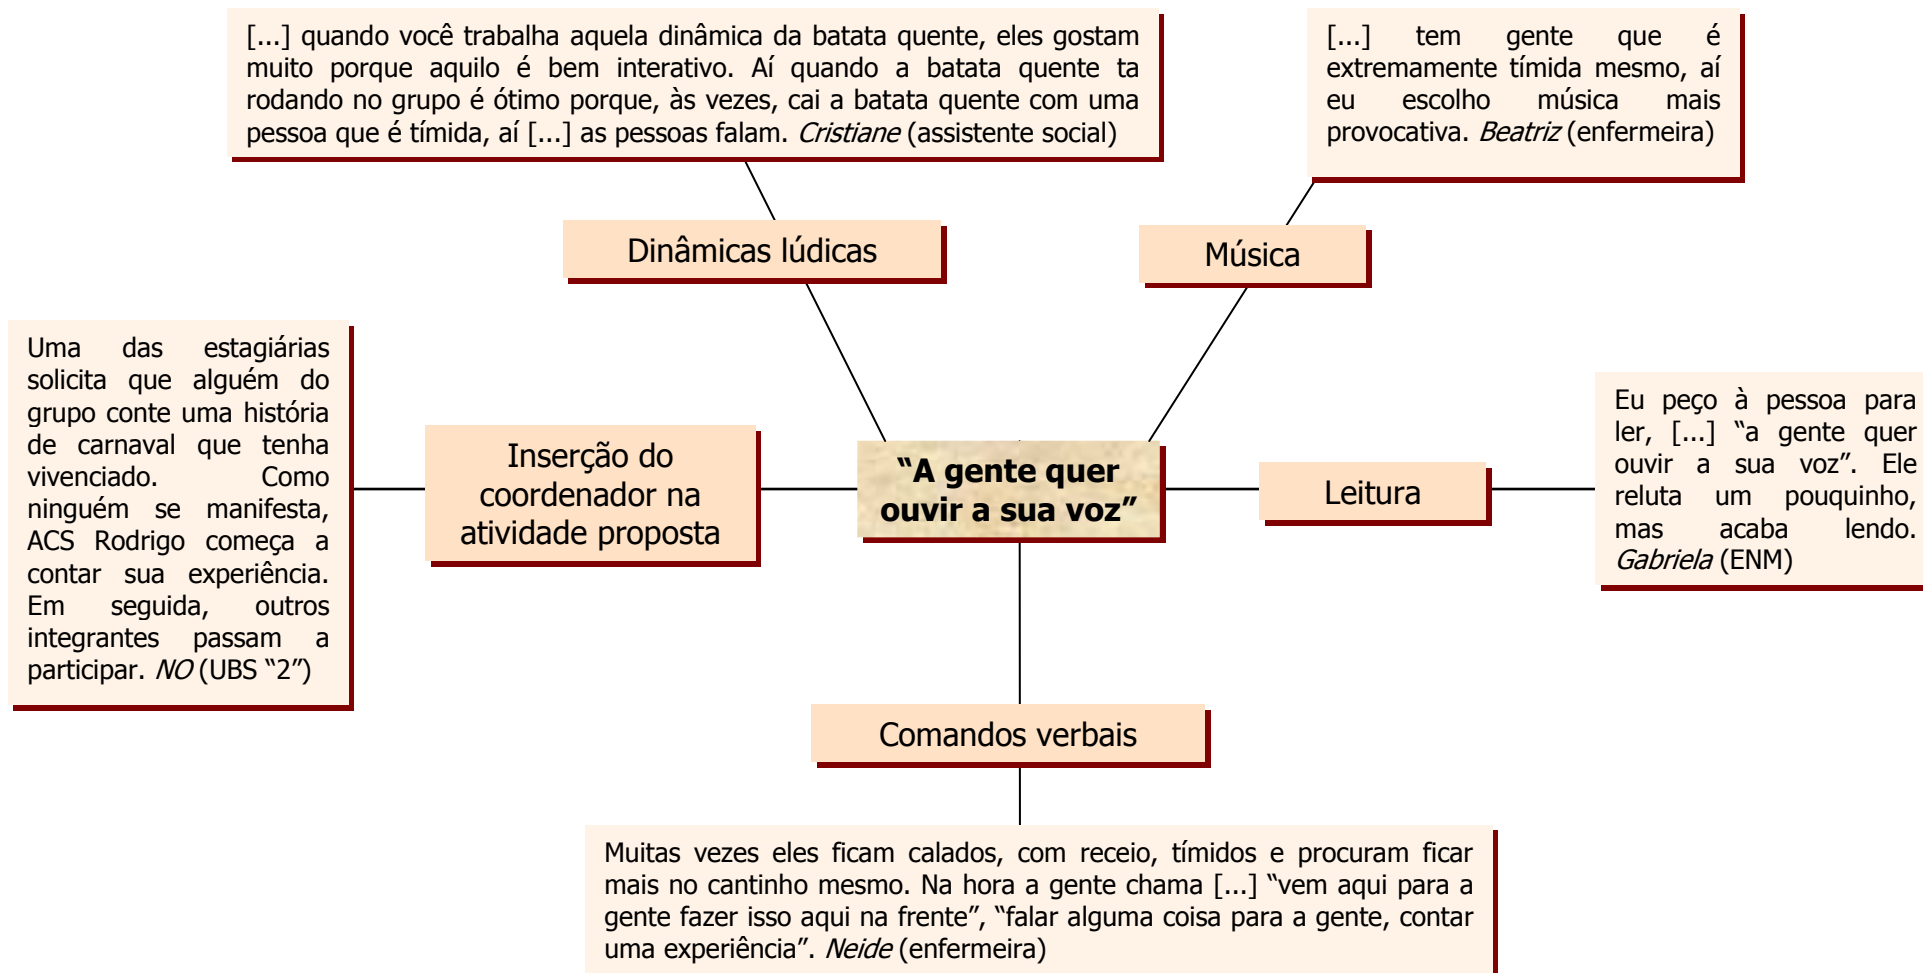 [...] quando você trabalha aquela dinâmica da batata quente, eles gostam
muito porque aquilo é bem interativo. Aí quando a batata quente ta
rodando no grupo é ótimo porque, às vezes, cai a batata quente com uma
pessoa que é tímida, aí [...] as pessoas falam. Cristiane (assistente social)
[...] tem gente que é
extremamente tímida mesmo, aí
eu escolho música mais
provocativa. Beatriz (enfermeira)
Dinâmicas lúdicas
Música
Uma das estagiárias
solicita que alguém do
grupo conte uma história
de carnaval que tenha
vivenciado. Como
ninguém se manifesta,
ACS Rodrigo começa a
contar sua experiência.
Em seguida, outros
integrantes passam a
participar. NO (UBS “2”)
Inserção do
coordenador na
atividade proposta
“A gente quer
ouvir a sua voz”
Leitura
Eu peço à pessoa para
ler, [...] “a gente quer
ouvir a sua voz”. Ele
reluta um pouquinho,
mas acaba lendo.
Gabriela (ENM)
Comandos verbais
Muitas vezes eles ficam calados, com receio, tímidos e procuram ficar
mais no cantinho mesmo. Na hora a gente chama [...] “vem aqui para a
gente fazer isso aqui na frente”, “falar alguma coisa para a gente, contar
uma experiência”. Neide (enfermeira)